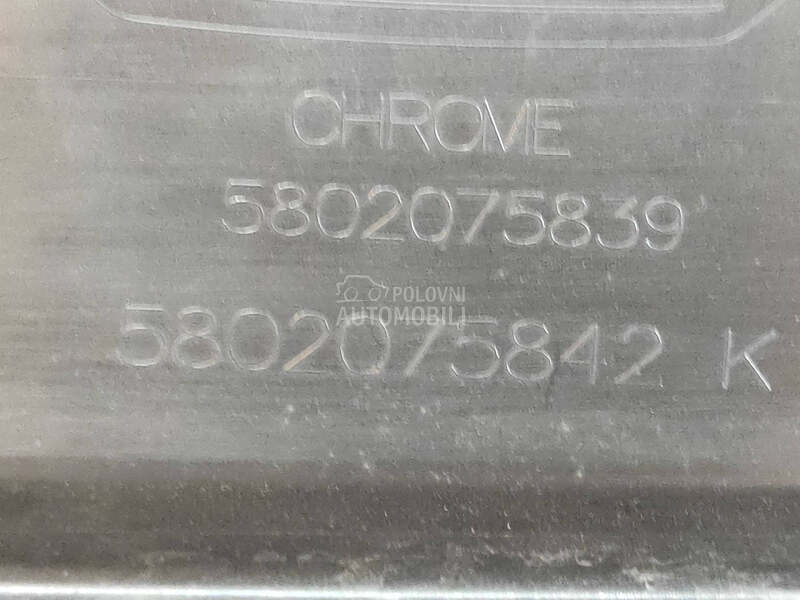 CHROME
5802075839
POLOVNI
AUTOMOBILI
5802075842 K